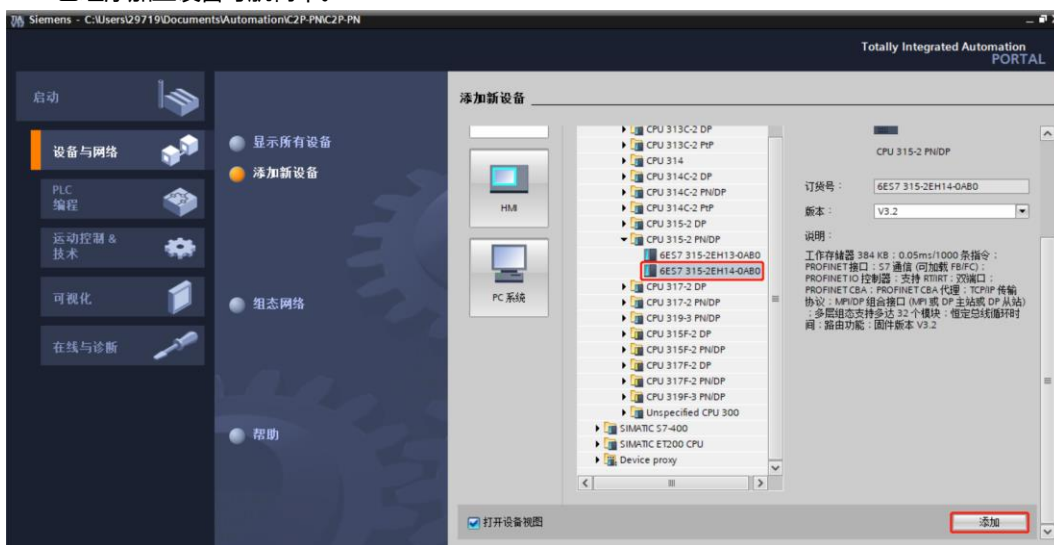 Siemens - C:\Users\29719\Documents\Automation\C2P-PN\C2P-PN
Totally Integrated Automation
PORTAL
启动
设备与网络
PLC
编程
运动控制 &
技术
可视化
在线与诊断
显示所有设备
添加新设备
组态网络
帮助
添加新设备
HMI
PC 系统
CPU 313C-2 DP
CPU 313C-2 PtP
CPU 314
CPU 314C-2 DP
CPU 314C-2 PN/DP
CPU 314C-2 PtP
CPU 315-2 DP
CPU 315-2 PN/DP
6ES7 315-2EH13-0AB0
6ES7 315-2EH14-0AB0
CPU 317-2 DP
CPU 317-2 PN/DP
CPU 319-3 PN/DP
CPU 315F-2 DP
CPU 315F-2 PN/DP
CPU 317F-2 DP
CPU 317F-2 PN/DP
CPU 319F-3 PN/DP
Unspecified CPU 300
SIMATIC S7-400
SIMATIC ET200 CPU
Device proxy
CPU 315-2 PN/DP
订货号：
6ES7 315-2EH14-0AB0
版本：
V3.2
说明：
工作存储器 384 KB；0.05ms/1000 条指令；
PROFINET 接口；S7 通信 (可加载 FB/FC)；
PROFINET IO 控制器；支持 RT/IRT；双端口；
PROFINET CBA；PROFINET CBA 代理；TCP/IP 传输
协议；MPI/DP 组合接口 (MPI 或 DP 主站或 DP 从站)
；多层组态支持多达 32 个模块；恒定总线循环时
间；路由功能；固件版本 V3.2
打开设备视图
添加